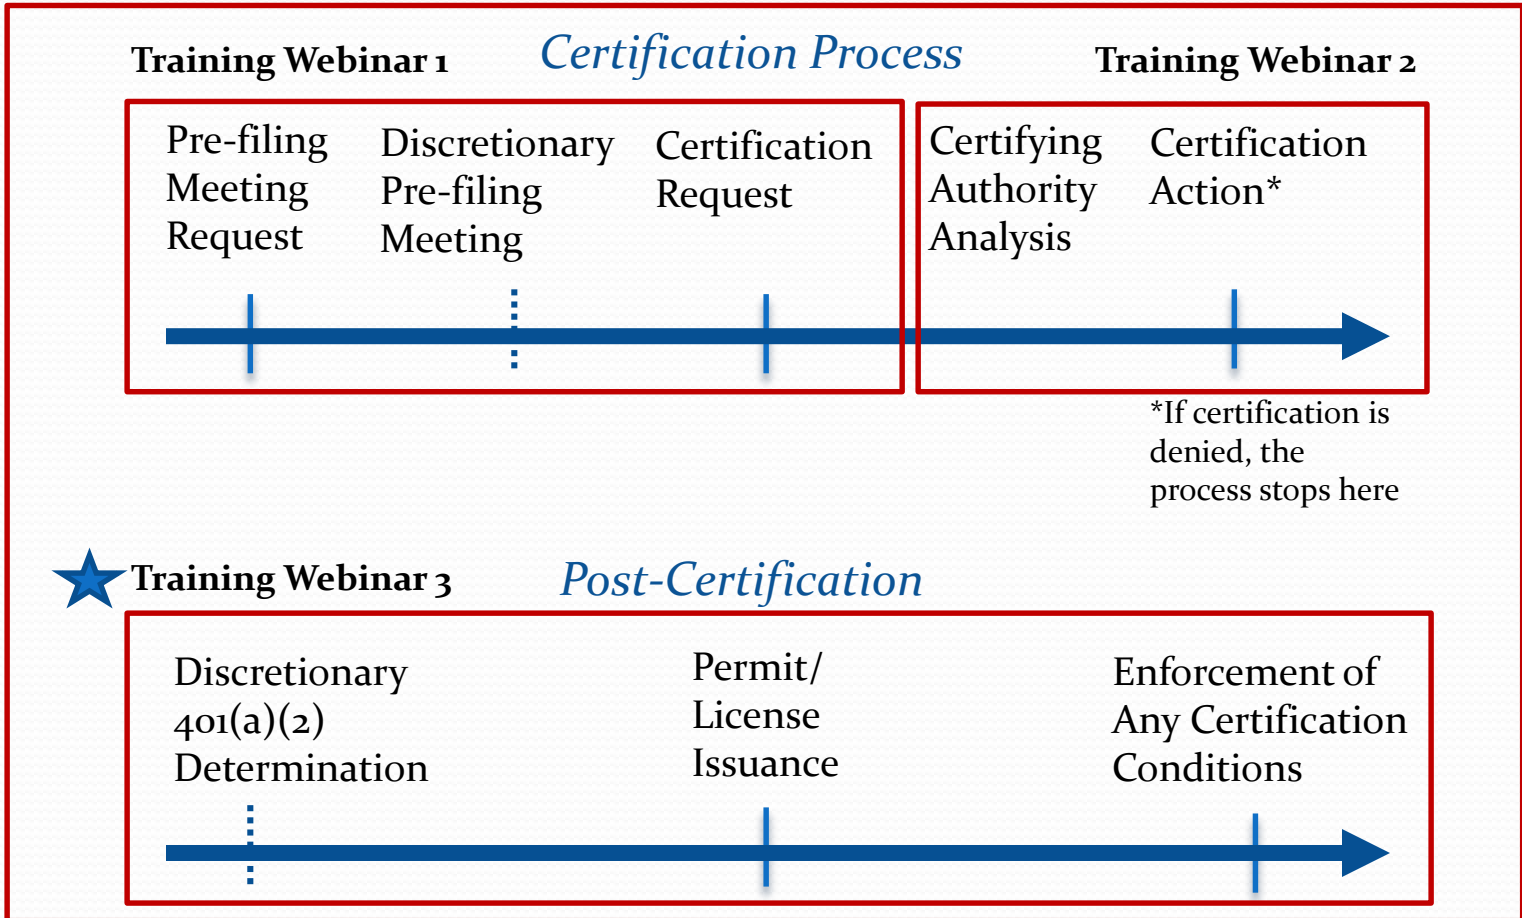 Training Webinar 1
Certification Process
Training Webinar 2
Pre-filing
Meeting
Request
Discretionary
Pre-filing
Meeting
Certification
Request
Certifying
Authority
Analysis
Certification
Action*
*If certification is
denied, the
process stops here
Training Webinar 3
Post-Certification
Discretionary
401(a)(2)
Determination
Permit/
License
Issuance
Enforcement of
Any Certification
Conditions